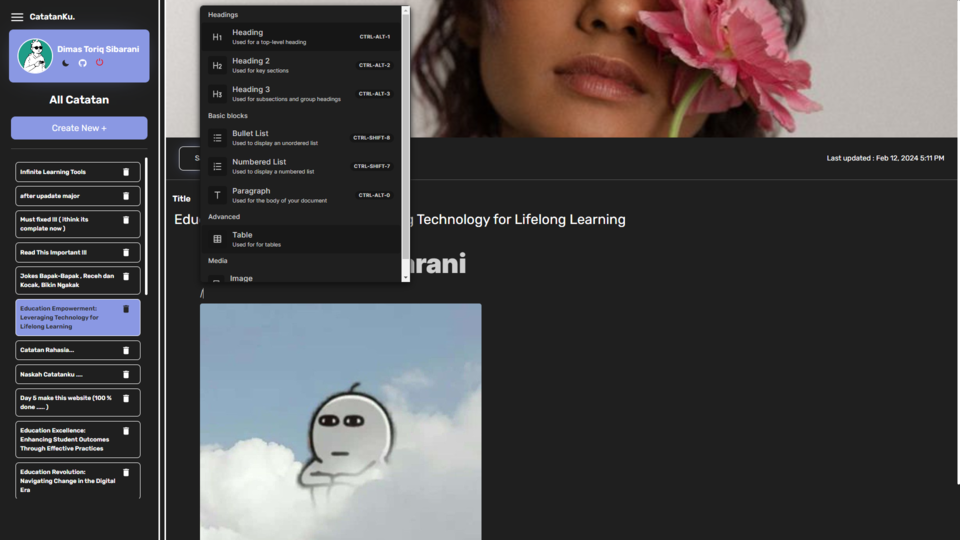 CatatanKu.
Dimas Toriq Sibarani
All Catatan
Create New +
Infinite Learning Tools
after upadate major
Must fixed !!! ( ithink its
complate now )
Read This Important !!!
Jokes Bapak-Bapak , Receh dan
Kocak, Bikin Ngakak
Education Empowerment:
Leveraging Technology for
Lifelong Learning
Catatan Rahasia...
Naskah Catatanku ....
Day 5 make this website (100 %
done ..... )
Education Excellence:
Enhancing Student Outcomes
Through Effective Practices
Education Revolution:
Navigating Change in the Digital
Era
Headings
H1 Heading CTRL-ALT-1
Used for a top-level heading
H2 Heading 2 CTRL-ALT-2
Used for key sections
H3 Heading 3 CTRL-ALT-3
Used for subsections and group headings
Basic blocks
Bullet List CTRL-SHIFT-8
Used to display an unordered list
Numbered List CTRL-SHIFT-7
Used to display a numbered list
T Paragraph CTRL-ALT-0
Used for the body of your document
Advanced
Table
Used for for tables
Media
Image
Last updated : Feb 12, 2024 5:11 PM
Title
Technology for Lifelong Learning
/